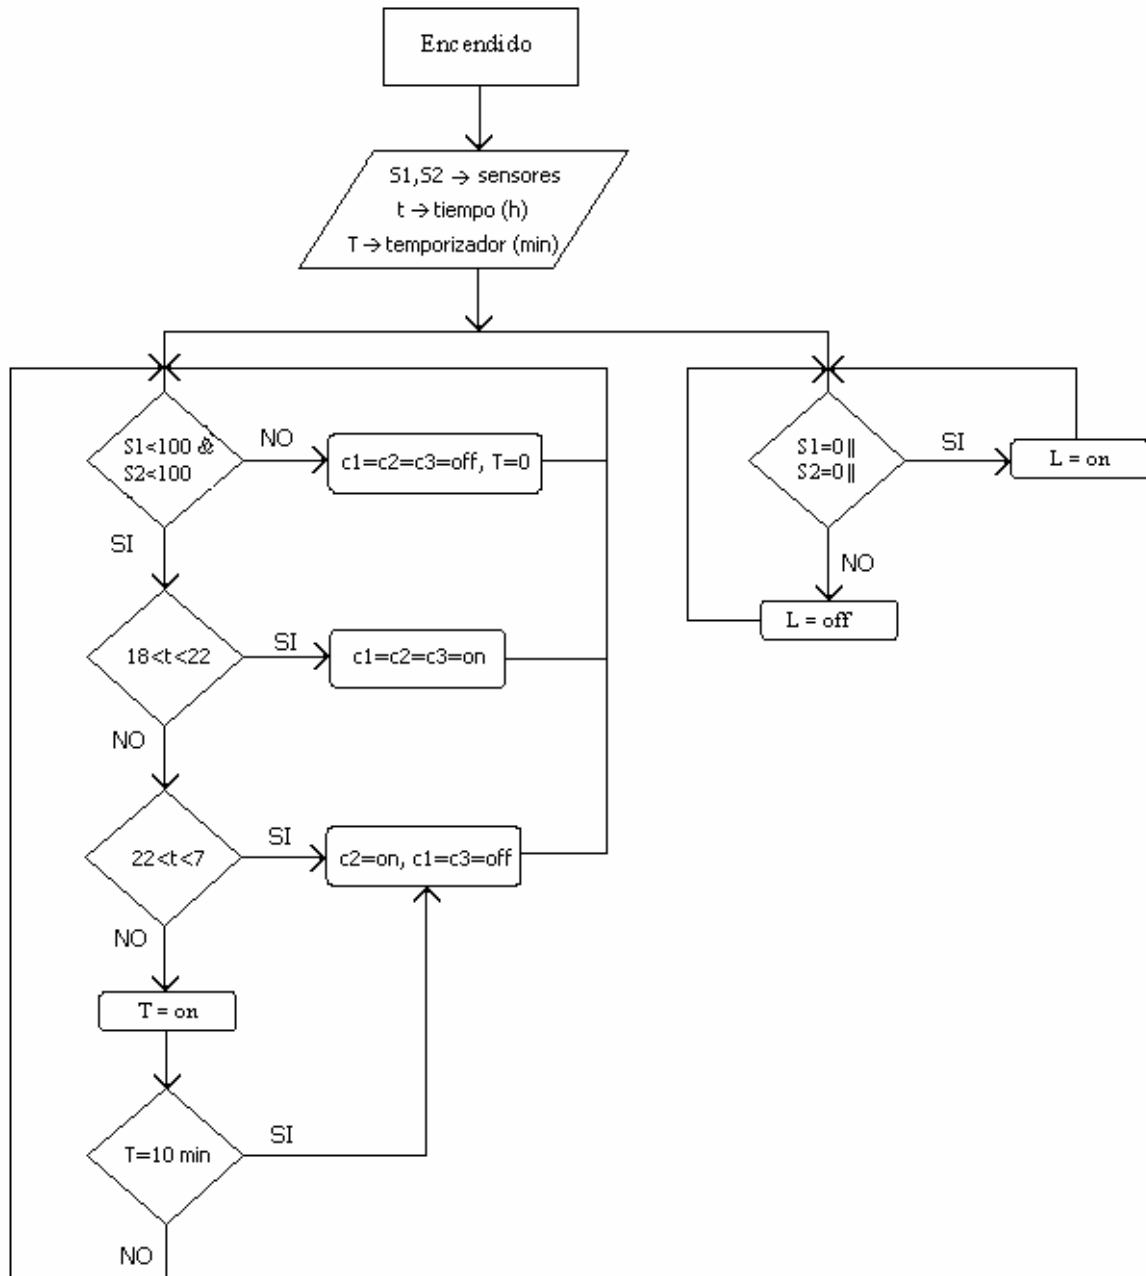 Encendido
S1,S2 → sensores
t → tiempo (h)
T → temporizador (min)
S1<100 &
S2<100
NO
c1=c2=c3=off, T=0
SI
18<t<22
SI
c1=c2=c3=on
NO
22<t<7
SI
c2=on, c1=c3=off
NO
T = on
T=10 min
SI
NO
S1=0 ||
S2=0 ||
SI
L = on
NO
L = off